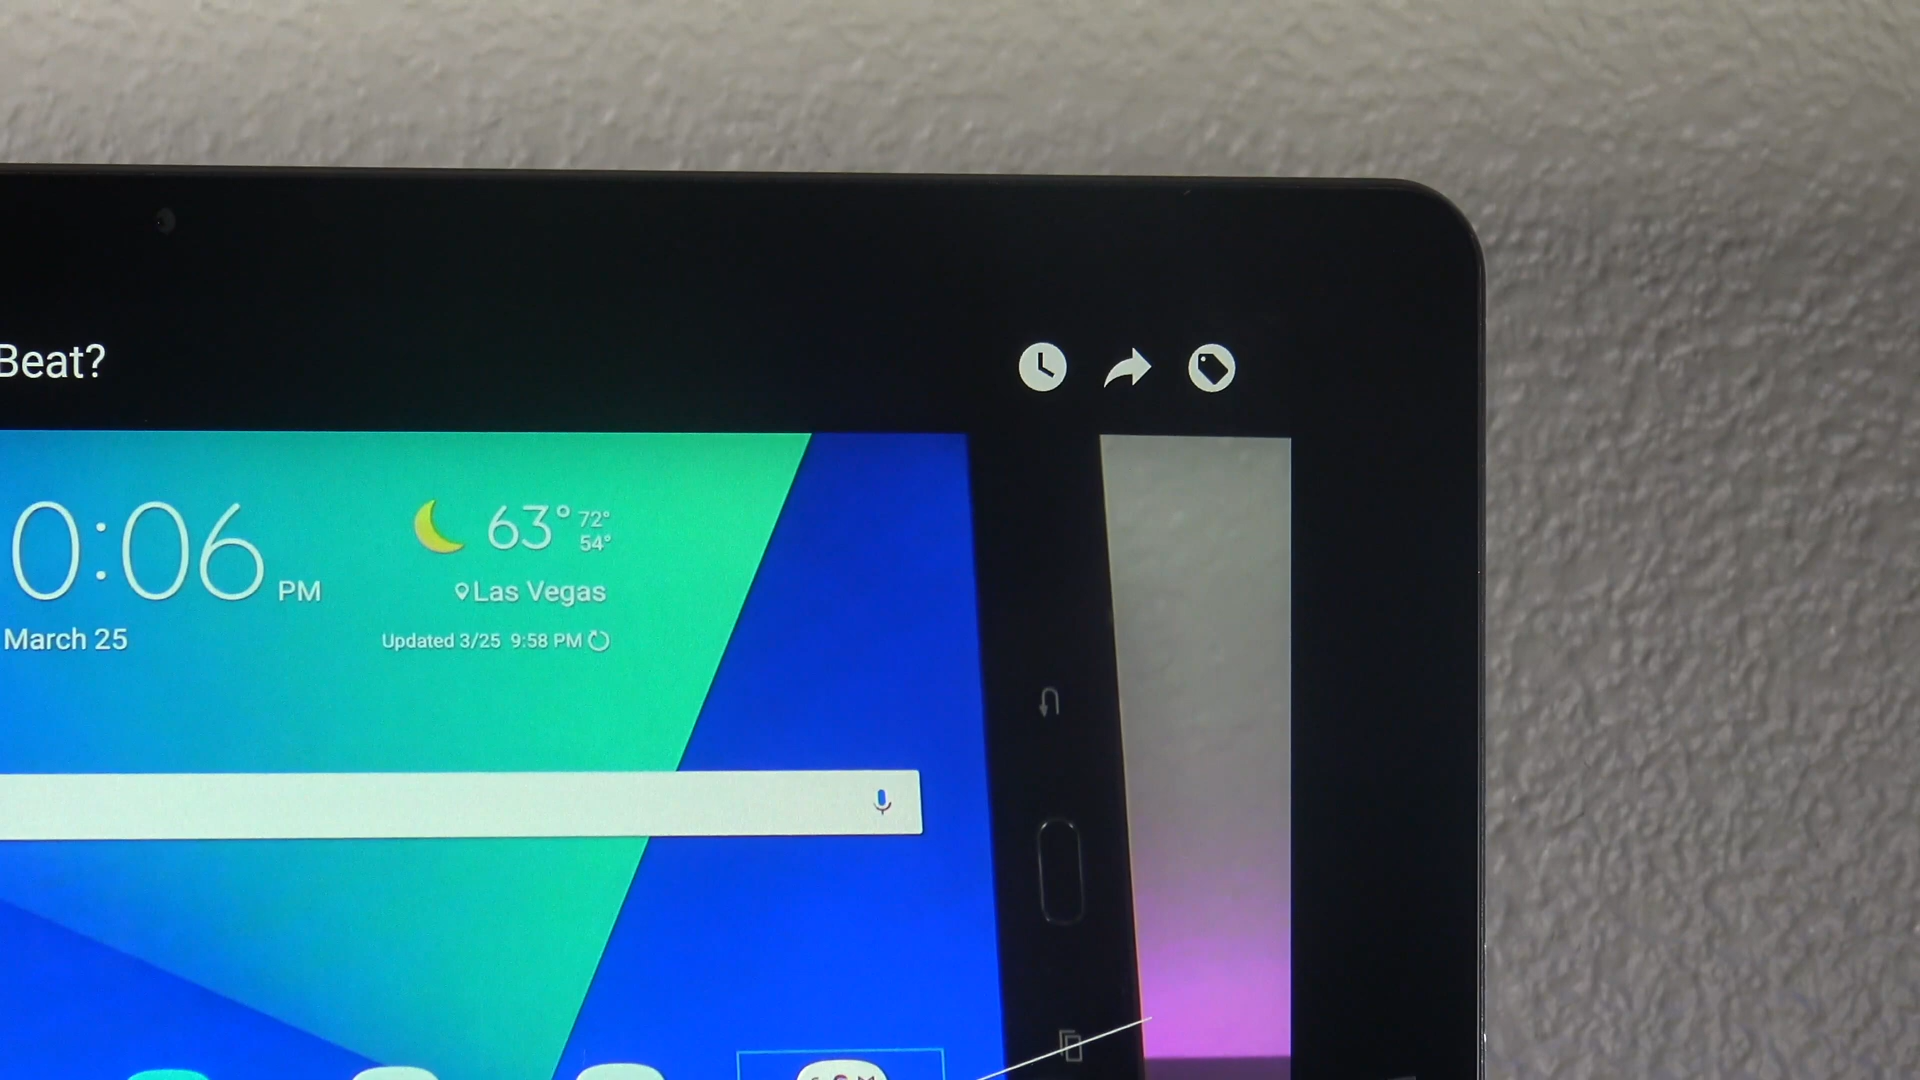 Beat?
0:06 PM
63° 72°
54°
Las Vegas
March 25
Updated 3/25 9:58 PM